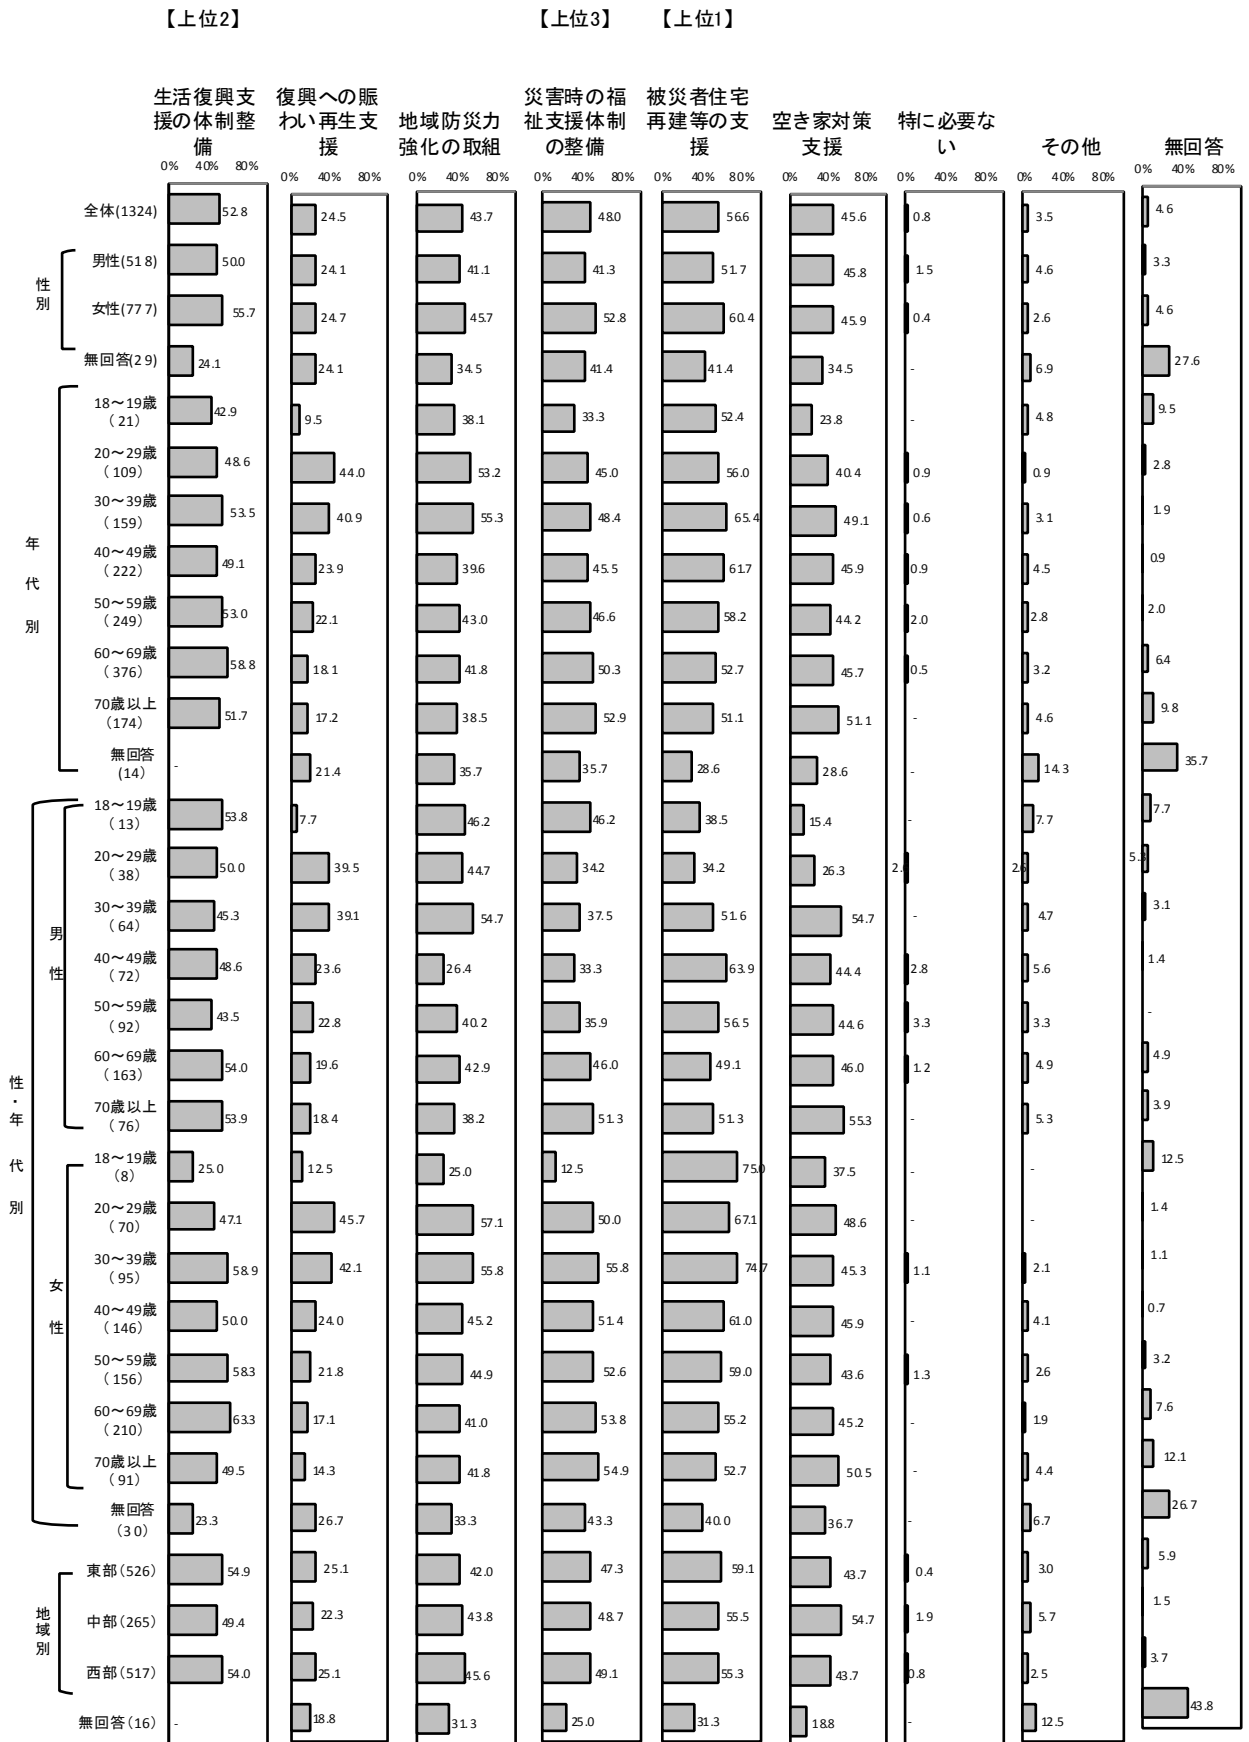 【上位2】 【上位3】 【上位1】
生活復興支援の体制整備 復興への賑わい再生支援 地域防災力強化の取組 災害時の福祉支援体制の整備 被災者住宅再建等の支援 空き家対策支援 特に必要ない その他 無回答
0% 40% 80% 0% 40% 80% 0% 40% 80% 0% 40% 80% 0% 40% 80% 0% 40% 80% 0% 40% 80% 0% 40% 80% 0% 40% 80%
全体(1324) 52.8 24.5 43.7 48.0 56.6 45.6 0.8 3.5 4.6
性別
男性(518) 50.0 24.1 41.1 41.3 51.7 45.8 1.5 4.6 3.3
女性(777) 55.7 24.7 45.7 52.8 60.4 45.9 0.4 2.6 4.6
無回答(29) 24.1 24.1 34.5 41.4 41.4 34.5 - 6.9 27.6
年代別
18～19歳(21) 42.9 9.5 38.1 33.3 52.4 23.8 - 4.8 9.5
20～29歳(109) 48.6 44.0 53.2 45.0 56.0 40.4 0.9 0.9 2.8
30～39歳(159) 53.5 40.9 55.3 48.4 65.4 49.1 0.6 3.1 1.9
40～49歳(222) 49.1 23.9 39.6 45.5 61.7 45.9 0.9 4.5 0.9
50～59歳(249) 53.0 22.1 43.0 46.6 58.2 44.2 2.0 2.8 2.0
60～69歳(376) 58.8 18.1 41.8 50.3 52.7 45.7 0.5 3.2 6.4
70歳以上(174) 51.7 17.2 38.5 52.9 51.1 51.1 - 4.6 9.8
無回答(14) - 21.4 35.7 35.7 28.6 28.6 - 14.3 35.7
性・年代別
男性
18～19歳(13) 53.8 7.7 46.2 46.2 38.5 15.4 - 7.7 7.7
20～29歳(38) 50.0 39.5 44.7 34.2 34.2 26.3 2.6 2.6 5.3
30～39歳(64) 45.3 39.1 54.7 37.5 51.6 54.7 - 4.7 3.1
40～49歳(72) 48.6 23.6 26.4 33.3 63.9 44.4 2.8 5.6 1.4
50～59歳(92) 43.5 22.8 40.2 35.9 56.5 44.6 3.3 3.3 -
60～69歳(163) 54.0 19.6 42.9 46.0 49.1 46.0 1.2 4.9 4.9
70歳以上(76) 53.9 18.4 38.2 51.3 51.3 55.3 - 5.3 3.9
女性
18～19歳(8) 25.0 12.5 25.0 12.5 75.0 37.5 - - 12.5
20～29歳(70) 47.1 45.7 57.1 50.0 67.1 48.6 - - 1.4
30～39歳(95) 58.9 42.1 55.8 55.8 74.7 45.3 1.1 2.1 1.1
40～49歳(146) 50.0 24.0 45.2 51.4 61.0 45.9 - 4.1 0.7
50～59歳(156) 58.3 21.8 44.9 52.6 59.0 43.6 1.3 2.6 3.2
60～69歳(210) 63.3 17.1 41.0 53.8 55.2 45.2 - 1.9 7.6
70歳以上(91) 49.5 14.3 41.8 54.9 52.7 50.5 - 4.4 12.1
無回答(30) 23.3 26.7 33.3 43.3 40.0 36.7 - 6.7 26.7
地域別
東部(526) 54.9 25.1 42.0 47.3 59.1 43.7 0.4 3.0 5.9
中部(265) 49.4 22.3 43.8 48.7 55.5 54.7 1.9 5.7 1.5
西部(517) 54.0 25.1 45.6 49.1 55.3 43.7 0.8 2.5 3.7
無回答(16) - 18.8 31.3 25.0 31.3 18.8 - 12.5 43.8